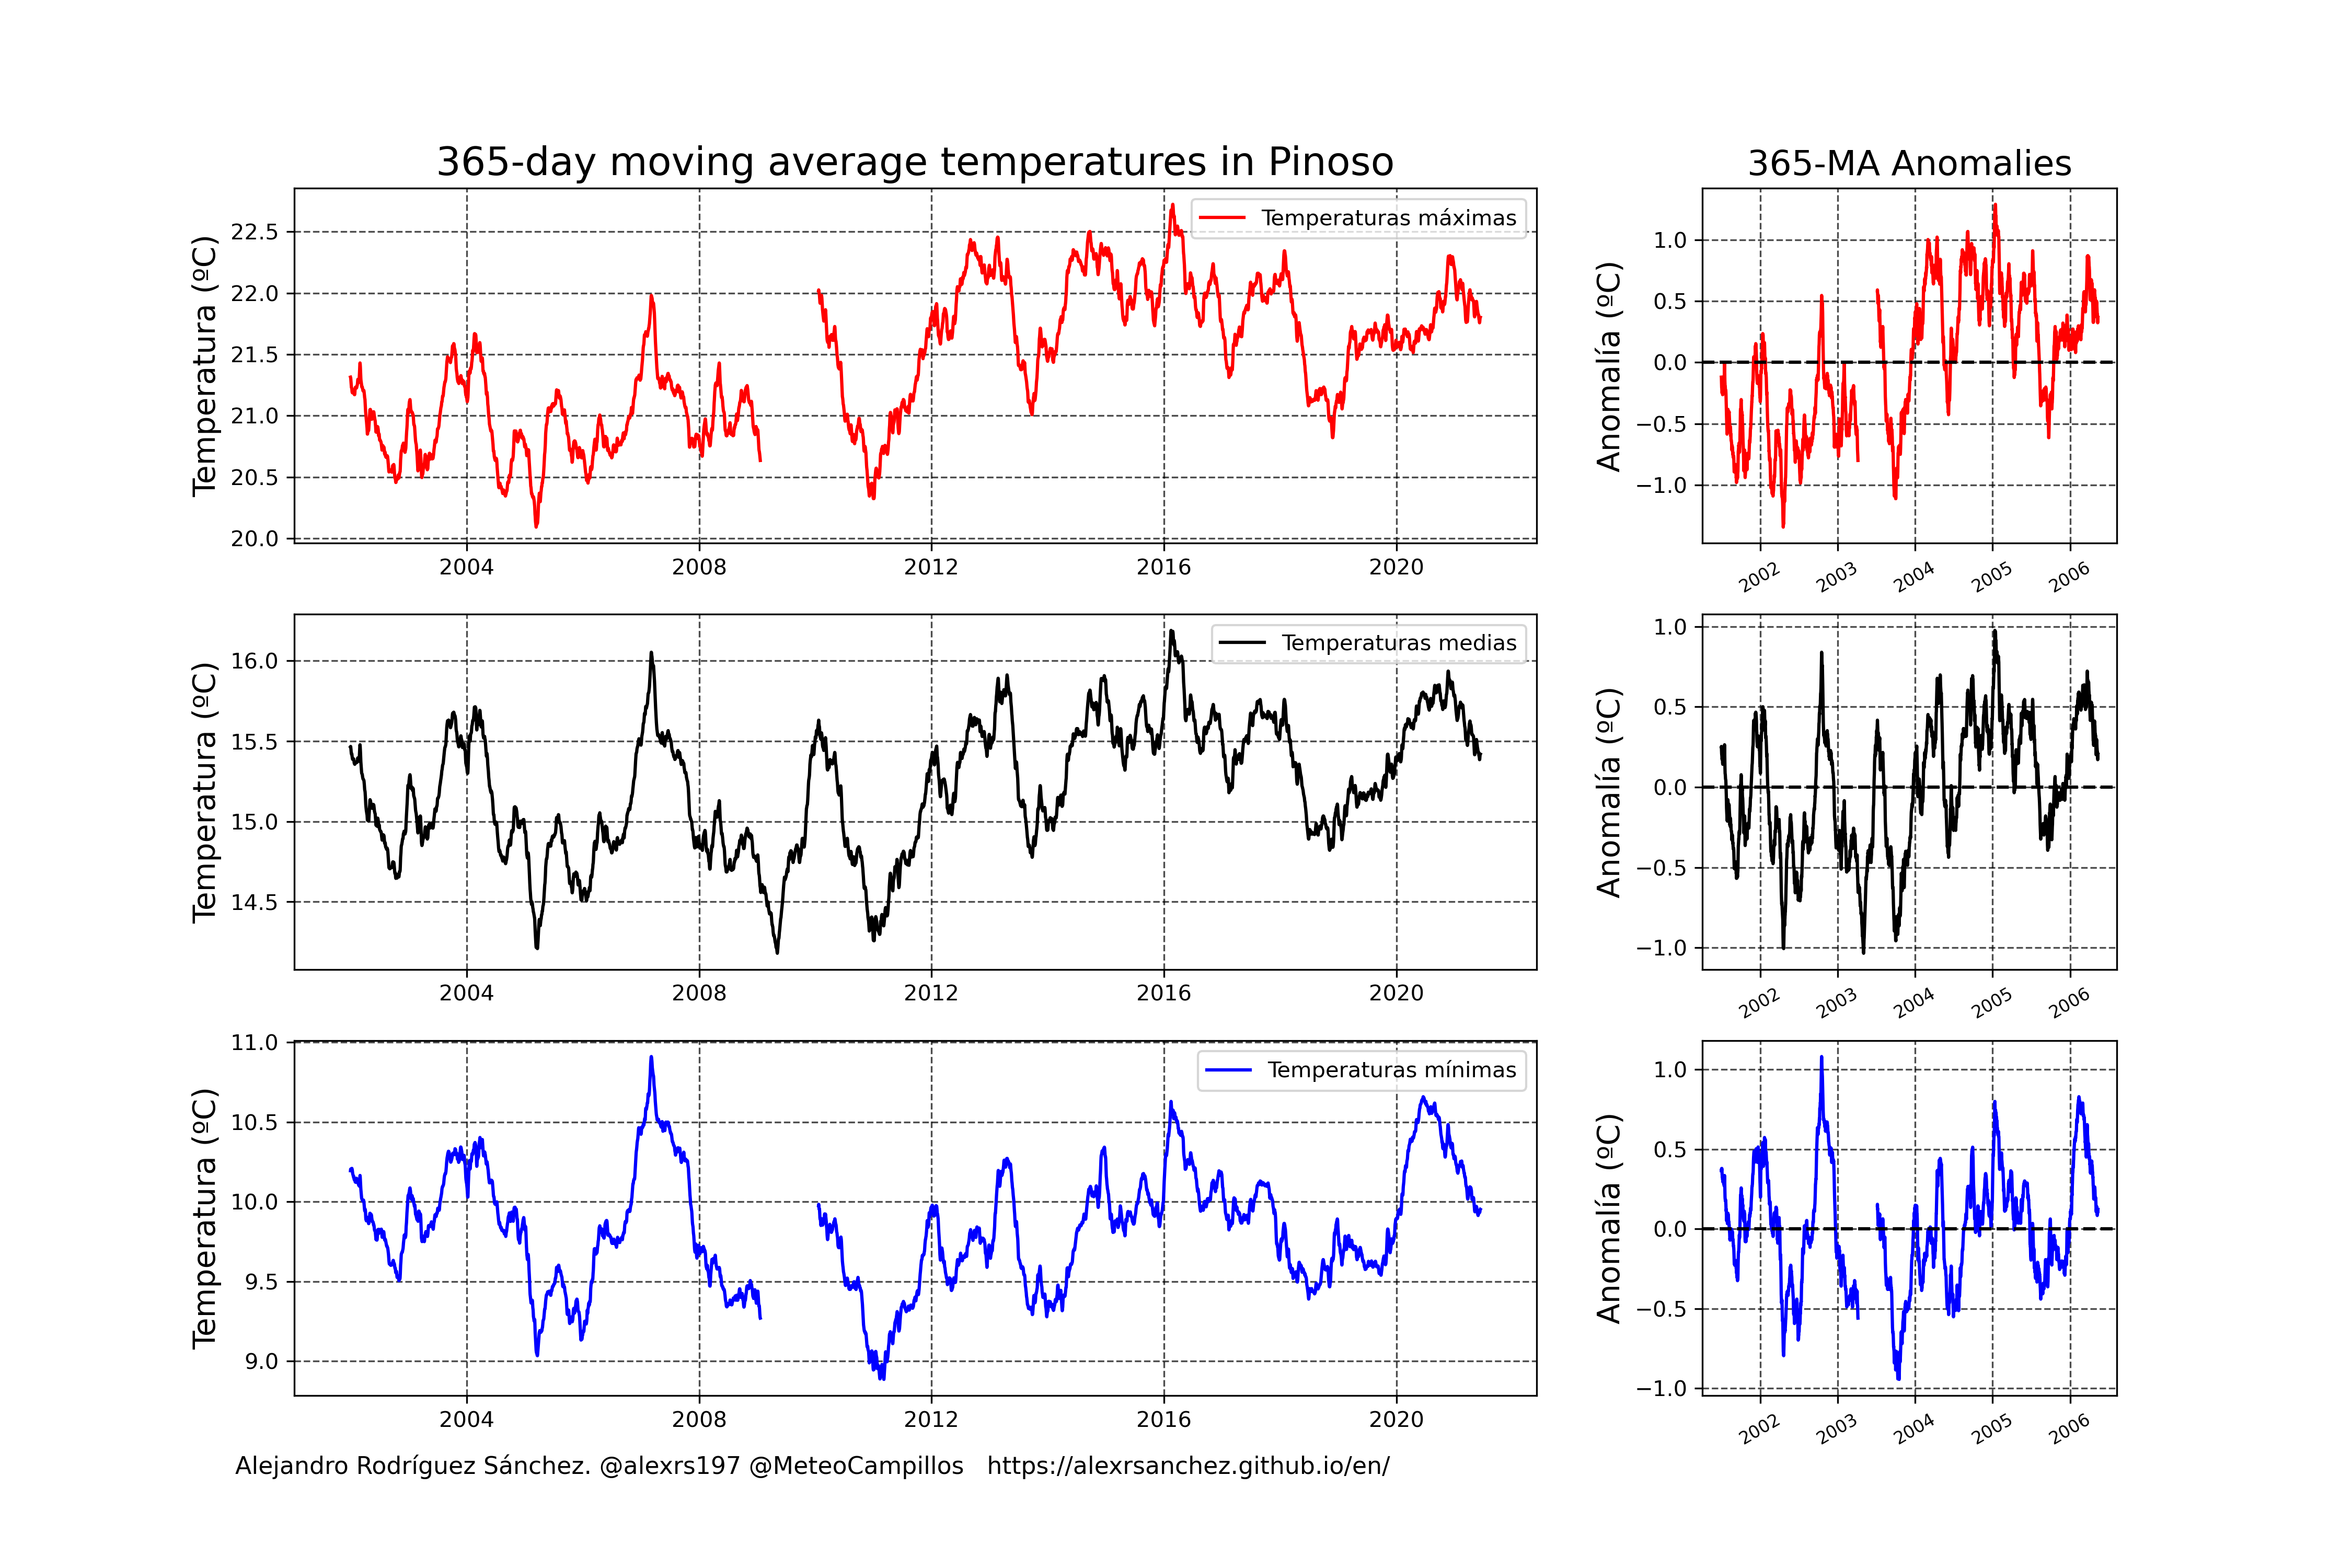 365-day moving average temperatures in Pinoso
365-MA Anomalies
Temperatura (ºC)
22.5
22.0
21.5
21.0
20.5
20.0
Temperaturas máximas
2004 2008 2012 2016 2020
Anomalía (ºC)
1.0
0.5
0.0
−0.5
−1.0
2002 2003 2004 2005 2006
Temperatura (ºC)
16.0
15.5
15.0
14.5
Temperaturas medias
2004 2008 2012 2016 2020
Anomalía (ºC)
1.0
0.5
0.0
−0.5
−1.0
2002 2003 2004 2005 2006
Temperatura (ºC)
11.0
10.5
10.0
9.5
9.0
Temperaturas mínimas
2004 2008 2012 2016 2020
Anomalía (ºC)
1.0
0.5
0.0
−0.5
−1.0
2002 2003 2004 2005 2006
Alejandro Rodríguez Sánchez. @alexrs197 @MeteoCampillos https://alexrsanchez.github.io/en/